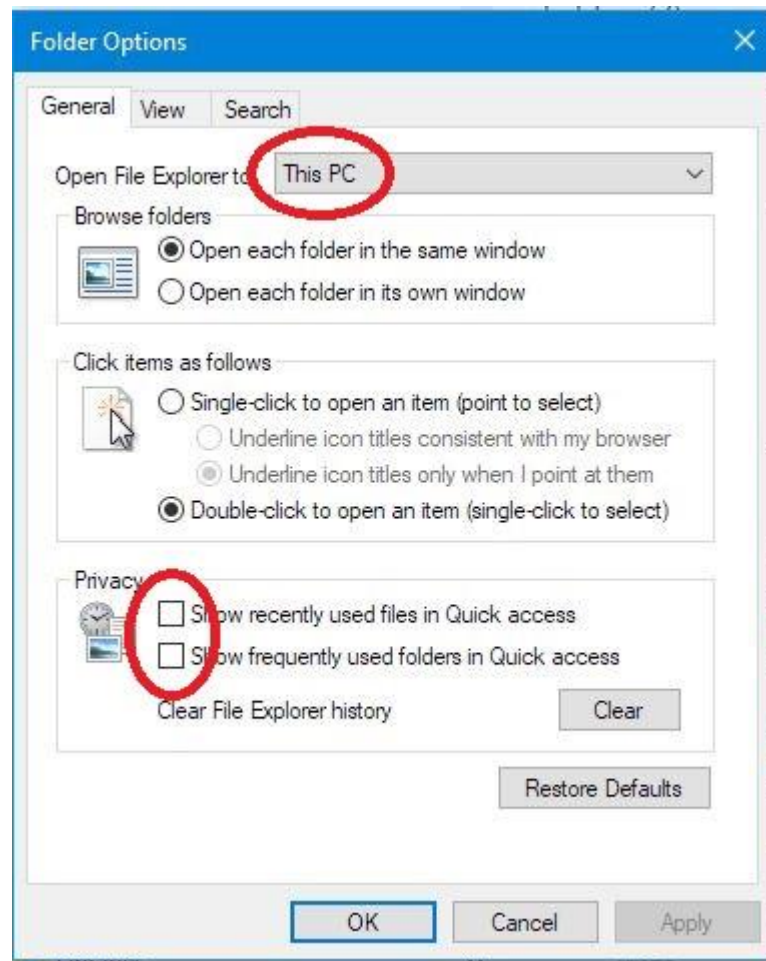 Folder Options
General View Search
Open File Explorer to This PC
Browse folders
Open each folder in the same window
Open each folder in its own window
Click items as follows
Single-click to open an item (point to select)
Underline icon titles consistent with my browser
Underline icon titles only when I point at them
Double-click to open an item (single-click to select)
Privacy
Show recently used files in Quick access
Show frequently used folders in Quick access
Clear File Explorer history Clear
Restore Defaults
OK Cancel Apply